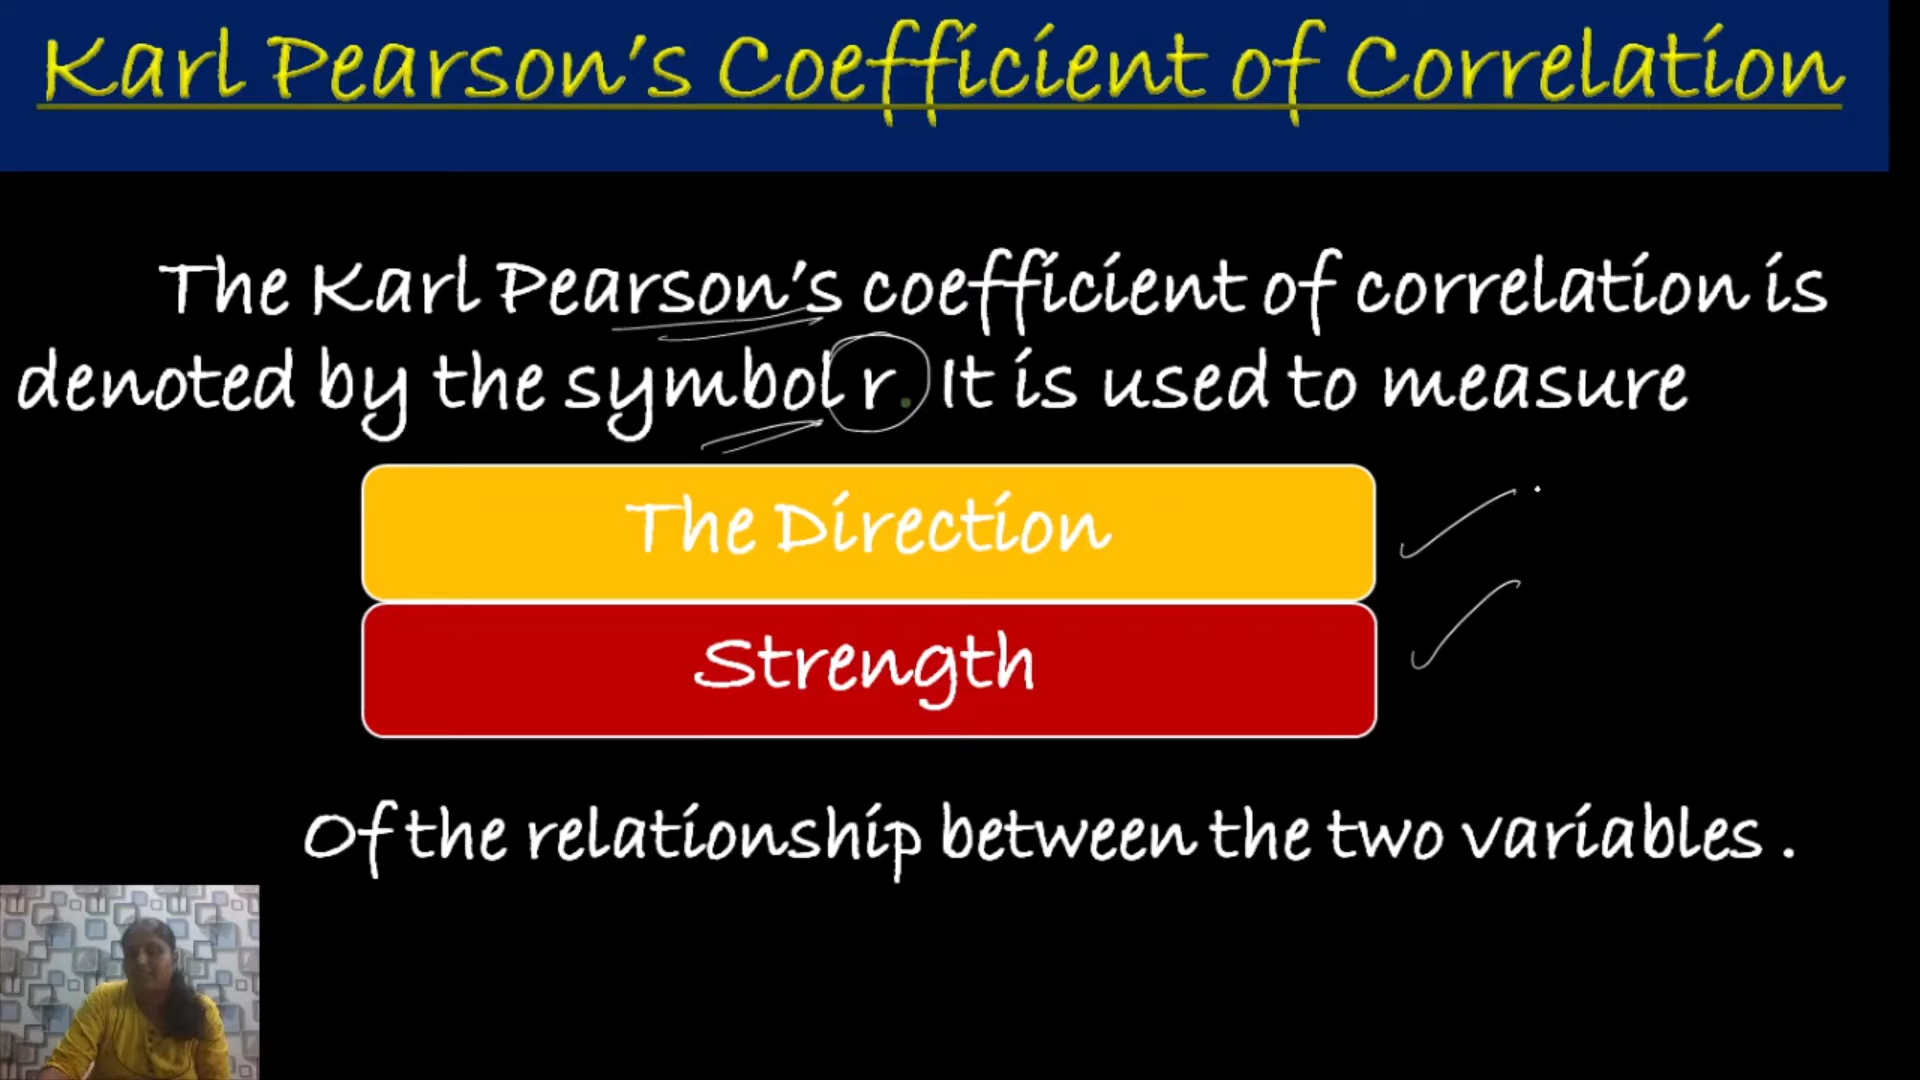 Karl Pearson's Coefficient of Correlation
The Karl Pearson's coefficient of correlation is
denoted by the symbol r. It is used to measure
The Direction
Strength
Of the relationship between the two variables .